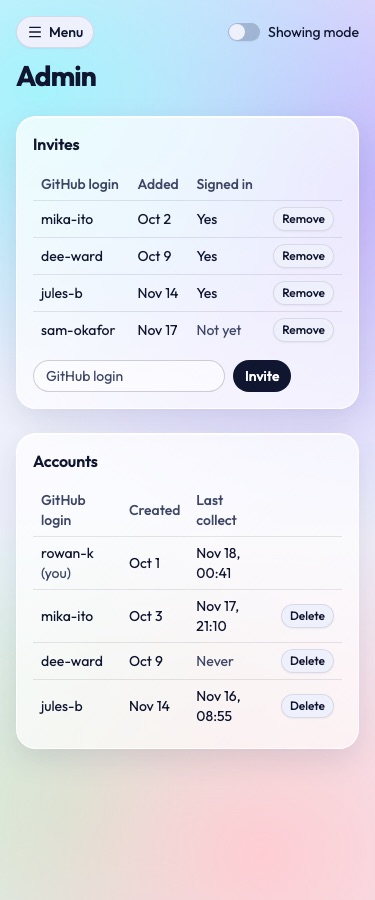 ☰ Menu
Showing mode
Admin
Invites
GitHub login Added Signed in
mika-ito Oct 2 Yes Remove
dee-ward Oct 9 Yes Remove
jules-b Nov 14 Yes Remove
sam-okafor Nov 17 Not yet Remove
GitHub login Invite
Accounts
GitHub login Created Last collect
rowan-k (you) Oct 1 Nov 18, 00:41
mika-ito Oct 3 Nov 17, 21:10 Delete
dee-ward Oct 9 Never Delete
jules-b Nov 14 Nov 16, 08:55 Delete